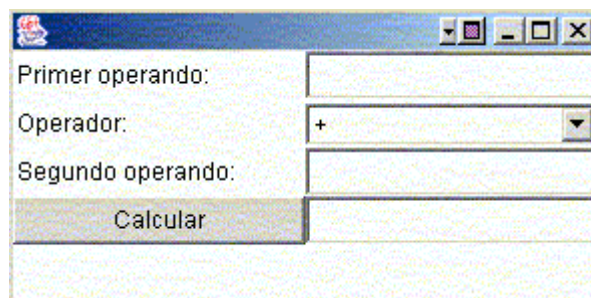 Primer operando:
Operador:
+
Segundo operando:
Calcular